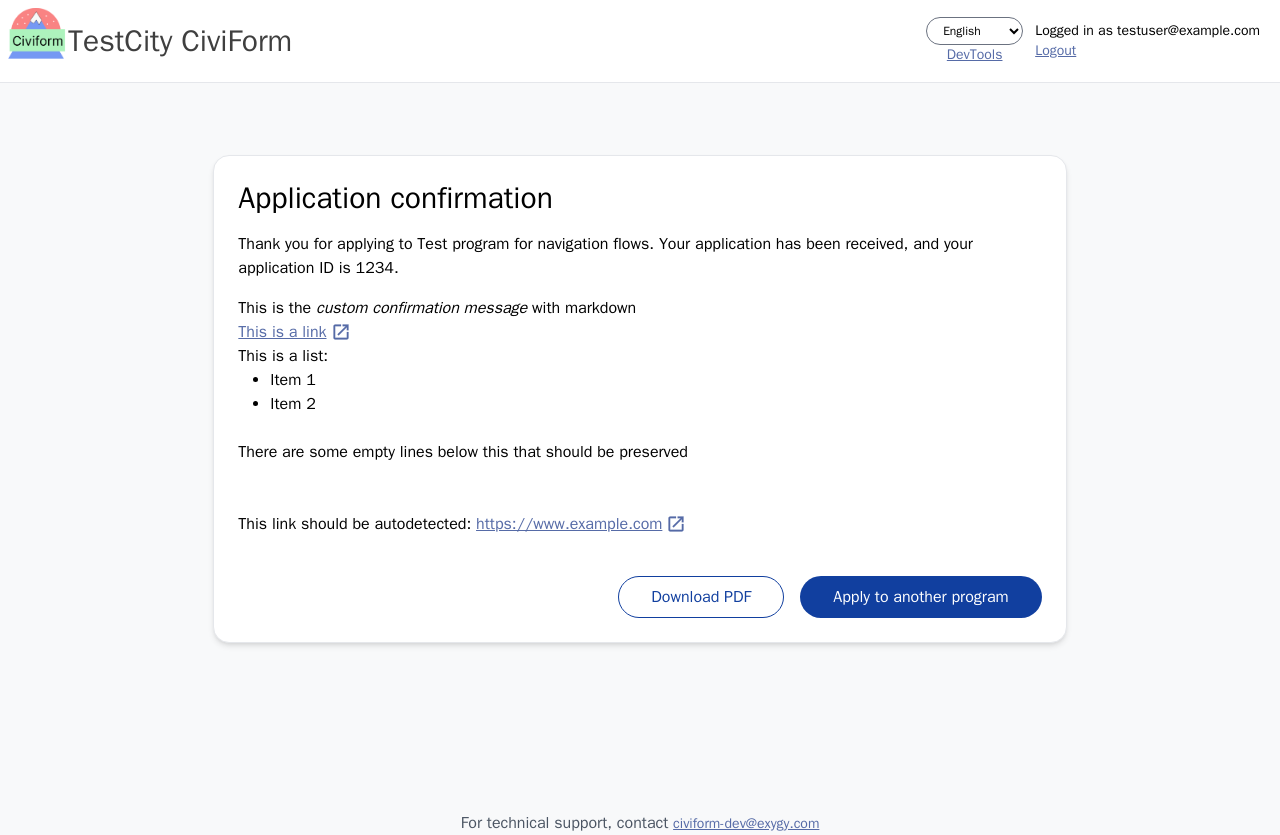 Civiform
TestCity CiviForm
English
DevTools
Logged in as testuser@example.com
Logout
Application confirmation
Thank you for applying to Test program for navigation flows. Your application has been received, and your
application ID is 1234.
This is the custom confirmation message with markdown
This is a link
This is a list:
Item 1
Item 2
There are some empty lines below this that should be preserved
This link should be autodetected: https://www.example.com
Download PDF
Apply to another program
For technical support, contact civiform-dev@exygy.com